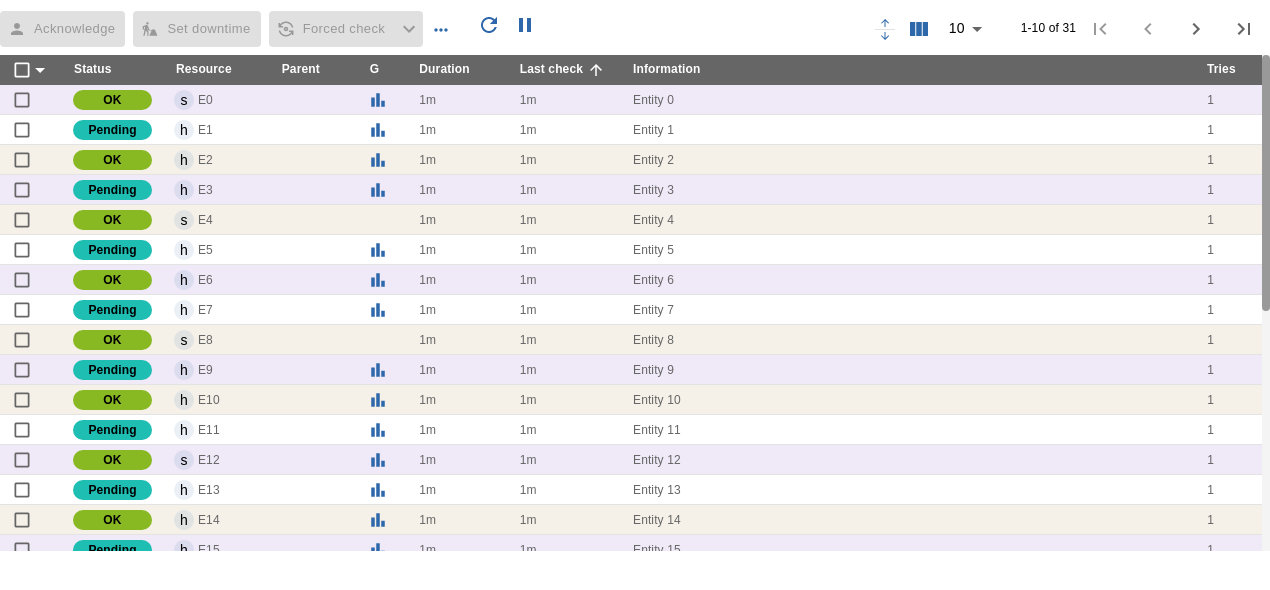 Acknowledge Set downtime Forced check 10 1-10 of 31
Status Resource Parent G Duration Last check Information Tries
OK s E0 1m 1m Entity 0 1
Pending h E1 1m 1m Entity 1 1
OK h E2 1m 1m Entity 2 1
Pending h E3 1m 1m Entity 3 1
OK s E4 1m 1m Entity 4 1
Pending h E5 1m 1m Entity 5 1
OK h E6 1m 1m Entity 6 1
Pending h E7 1m 1m Entity 7 1
OK s E8 1m 1m Entity 8 1
Pending h E9 1m 1m Entity 9 1
OK h E10 1m 1m Entity 10 1
Pending h E11 1m 1m Entity 11 1
OK s E12 1m 1m Entity 12 1
Pending h E13 1m 1m Entity 13 1
OK h E14 1m 1m Entity 14 1
Pending h E15 1m 1m Entity 15 1